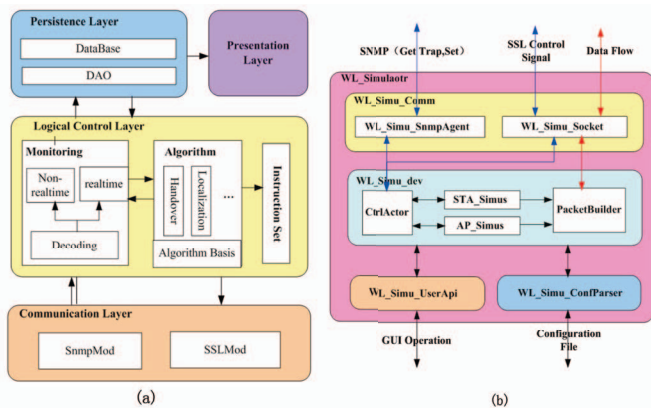 Persistence Layer
DataBase
DAO
Presentation
Layer
Logical Control Layer
Monitoring
Non-
realtime
realtime
Decoding
Algorithm
Handover
Localization
...
Algorithm Basis
Instruction Set
Communication Layer
SnmpMod
SSLMod
(a)
SNMP (Get Trap,Set)
SSL Control
Signal
Data Flow
WL_Simulaotr
WL_Simu_Comm
WL_Simu_SnmpAgent
WL_Simu_Socket
WL_Simu_dev
CtrlActor
STA_Simus
AP_Simus
PacketBuilder
WL_Simu_UserApi
WL_Simu_ConfParser
GUI Operation
Configuration
File
(b)